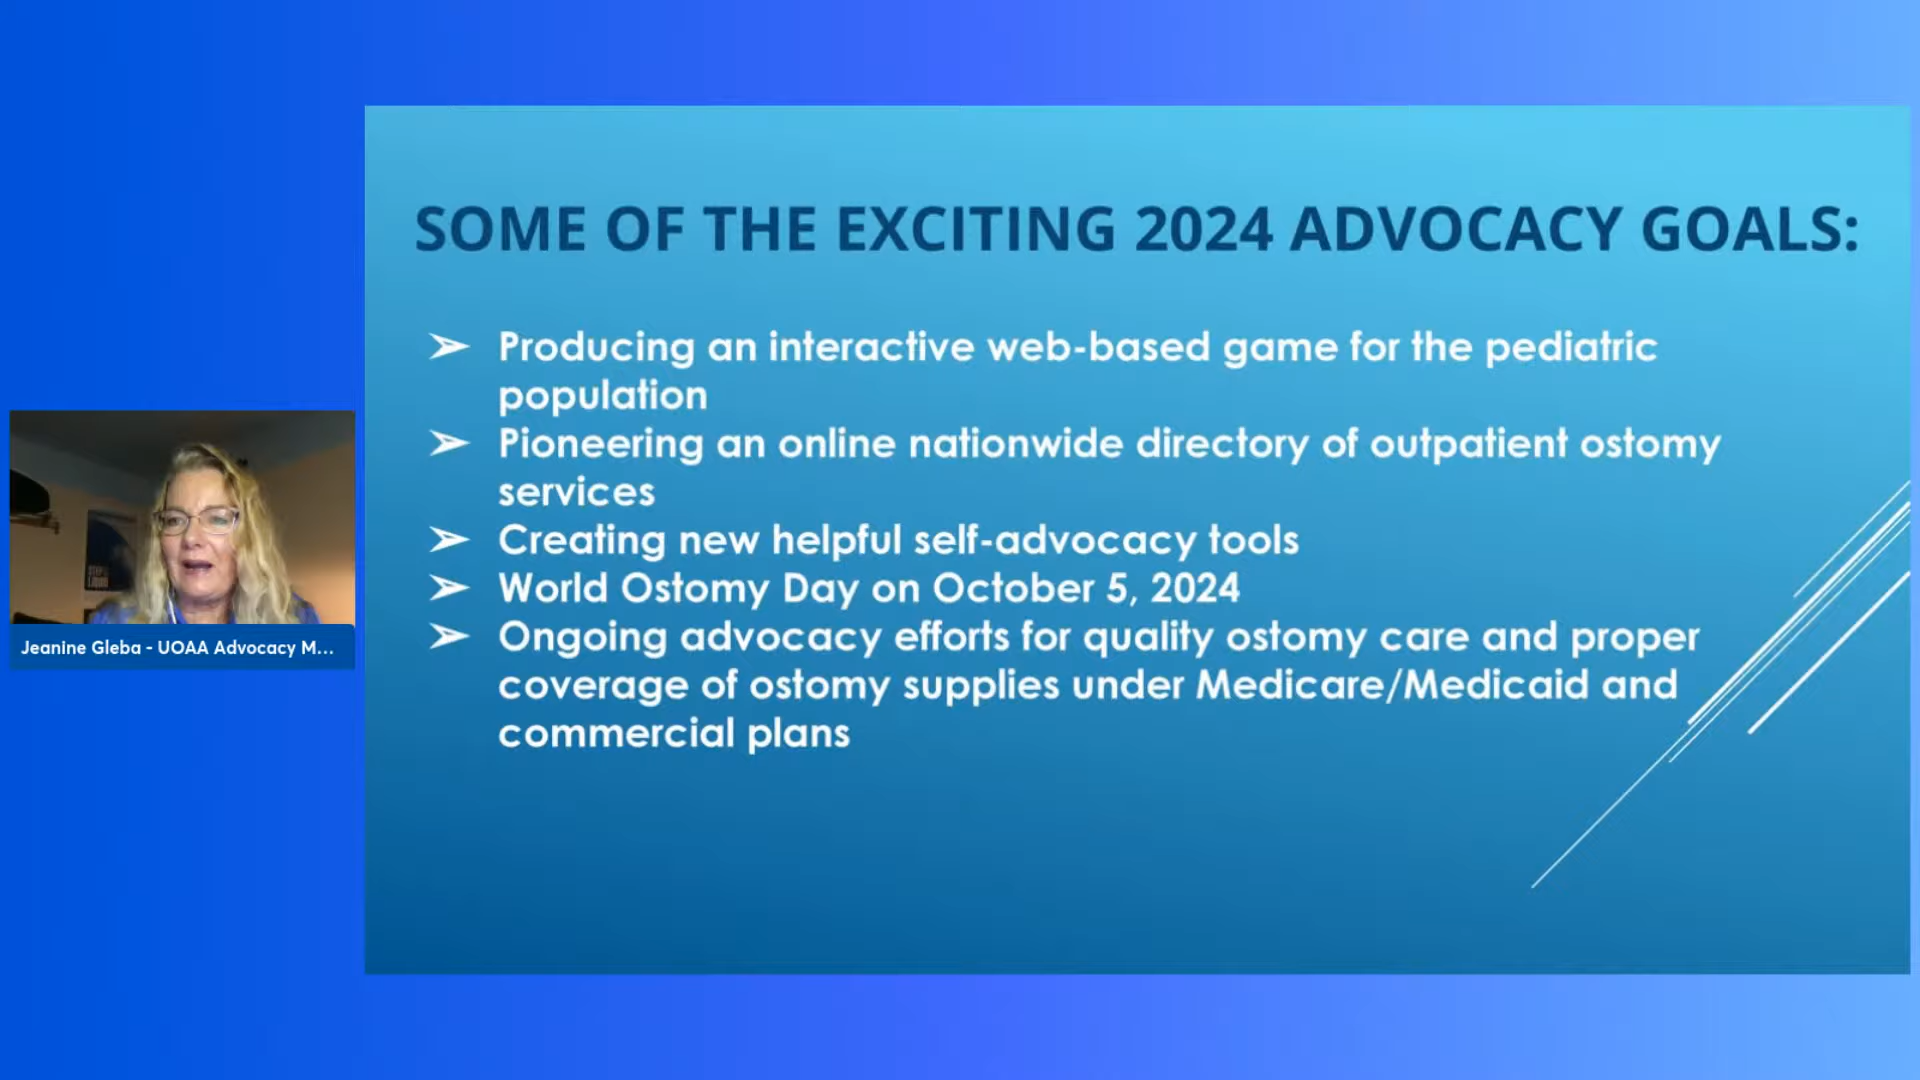 SOME OF THE EXCITING 2024 ADVOCACY GOALS:
➢ Producing an interactive web-based game for the pediatric
population
➢ Pioneering an online nationwide directory of outpatient ostomy
services
➢ Creating new helpful self-advocacy tools
➢ World Ostomy Day on October 5, 2024
➢ Ongoing advocacy efforts for quality ostomy care and proper
coverage of ostomy supplies under Medicare/Medicaid and
commercial plans
Jeanine Gleba - UOAA Advocacy M...